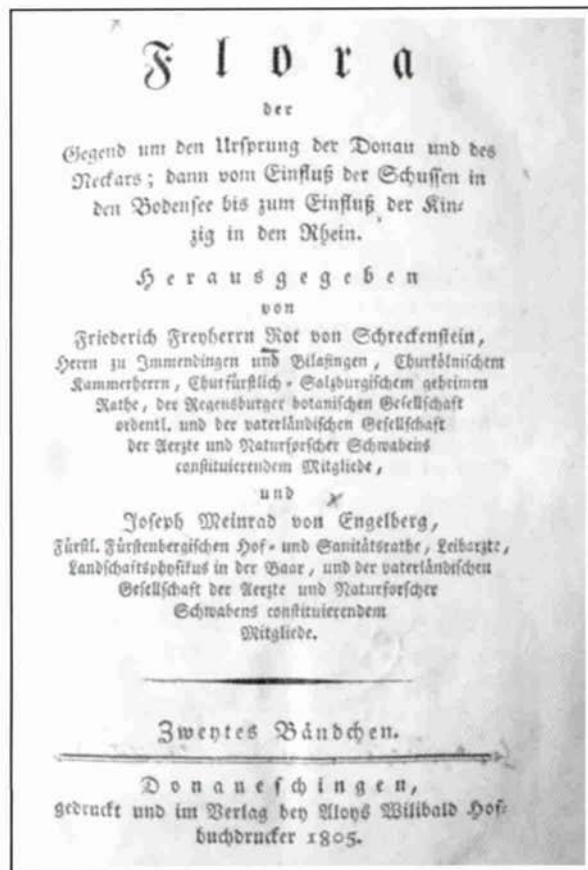 Flora
der
Gegend um den Ursprung der Donau und des
Neckars; dann vom Einfluß der Schussen in
den Bodensee bis zum Einfluß der Kin⸗
zig in den Rhein.
Herausgegeben
von
Friederich Freyherrn Rot von Schreckenstein,
Herrn zu Immendingen und Bilafingen, Churkölnischem
Kammerherrn, Churfürstlich⸗Salzburgischem geheimen
Rathe, der Regensburger botanischen Gesellschaft
ordentl. und der vaterländischen Gesellschaft
der Aerzte und Naturforscher Schwabens
constituierendem Mitgliede,
und
Joseph Meinrad von Engelberg,
Fürstl. Fürstenbergischen Hof⸗ und Sanitätsrathe, Leibarzte,
Landschaftsphysikus in der Baar, und der vaterländischen
Gesellschaft der Aerzte und Naturforscher
Schwabens constituierendem
Mitgliede.
Zweytes Bändchen.
Donaueschingen,
gedruckt und im Verlag bey Aloys Wilibald Hof⸗
buchdrucker 1805.